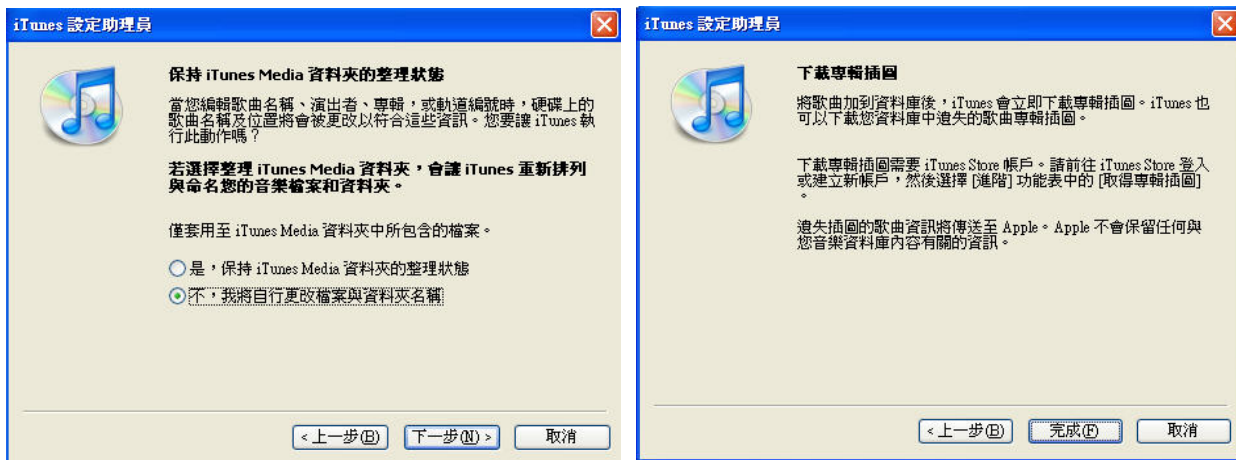 iTunes 設定助理員
保持 iTunes Media 資料夾的整理狀態
當您編輯歌曲名稱、演出者、專輯，或軌道編號時，硬碟上的
歌曲名稱及位置將會被更改以符合這些資訊。您要讓 iTunes 執
行此動作嗎？
若選擇整理 iTunes Media 資料夾，會讓 iTunes 重新排列
與命名您的音樂檔案和資料夾。
僅套用至 iTunes Media 資料夾中所包含的檔案。
是，保持 iTunes Media 資料夾的整理狀態
不，我將自行更改檔案與資料夾名稱
<上一步(B)
下一步(N)>
取消
iTunes 設定助理員
下載專輯插圖
將歌曲加到資料庫後，iTunes 會立即下載專輯插圖。iTunes 也
可以下載您資料庫中遺失的歌曲專輯插圖。
下載專輯插圖需要 iTunes Store 帳戶。請前往 iTunes Store 登入
或建立新帳戶，然後選擇 [進階] 功能表中的 [取得專輯插圖]
。
遺失插圖的歌曲資訊將傳送至 Apple。Apple 不會保留任何與
您音樂資料庫內容有關的資訊。
<上一步(B)
完成(F)
取消